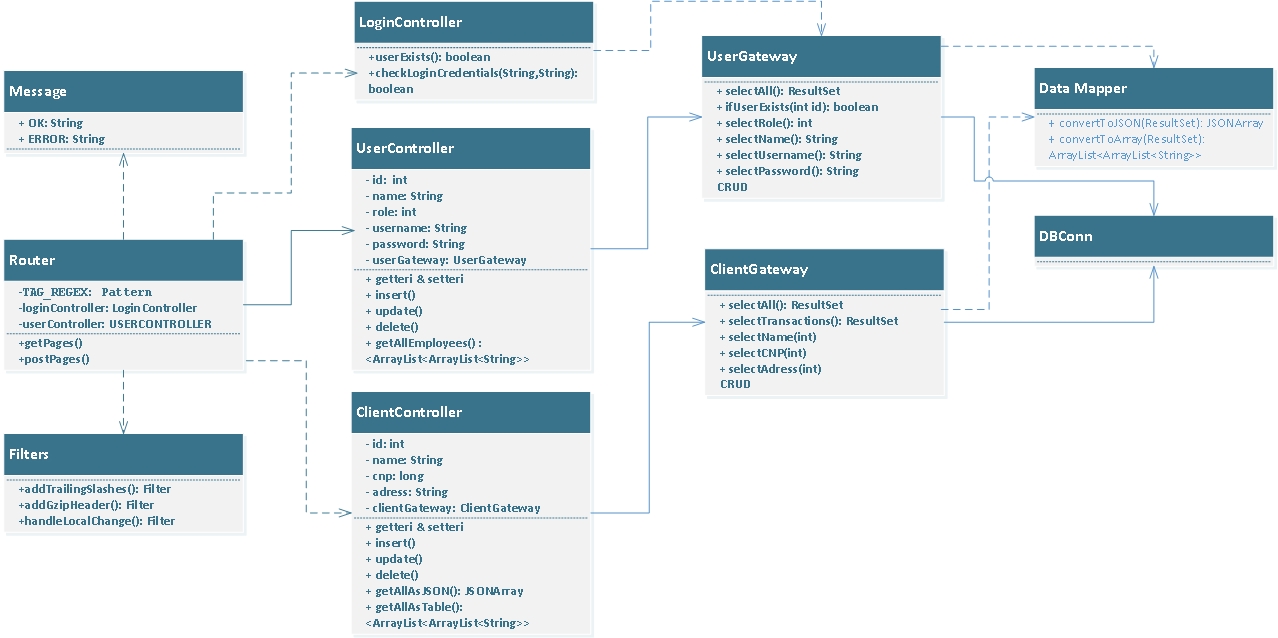 LoginController
+userExists(): boolean
+checkLoginCredentials(String,String):
boolean
Message
+ OK: String
+ ERROR: String
UserController
- id: int
- name: String
- role: int
- username: String
- password: String
- userGateway: UserGateway
+ getteri & setteri
+ insert()
+ update()
+ delete()
+ getAllEmployees() :
<ArrayList<ArrayList<String>>
UserGateway
+ selectAll(): ResultSet
+ ifUserExists(int id): boolean
+ selectRole(): int
+ selectName(): String
+ selectUsername(): String
+ selectPassword(): String
CRUD
Data Mapper
+ convertToJSON(ResultSet): JSONArray
+ convertToArray(ResultSet):
ArrayList<ArrayList<String>>
Router
-TAG_REGEX: Pattern
-loginController: LoginController
-userController: USERCONTROLLER
+getPages()
+postPages()
DBConn
ClientGateway
+ selectAll(): ResultSet
+ selectTransactions(): ResultSet
+ selectName(int)
+ selectCNP(int)
+ selectAdress(int)
CRUD
ClientController
- id: int
- name: String
- cnp: long
- adress: String
- clientGateway: ClientGateway
+ getteri & setteri
+ insert()
+ update()
+ delete()
+ getAllAsJSON(): JSONArray
+ getAllAsTable():
<ArrayList<ArrayList<String>>
Filters
+addTrailingSlashes(): Filter
+addGzipHeader(): Filter
+handleLocalChange(): Filter